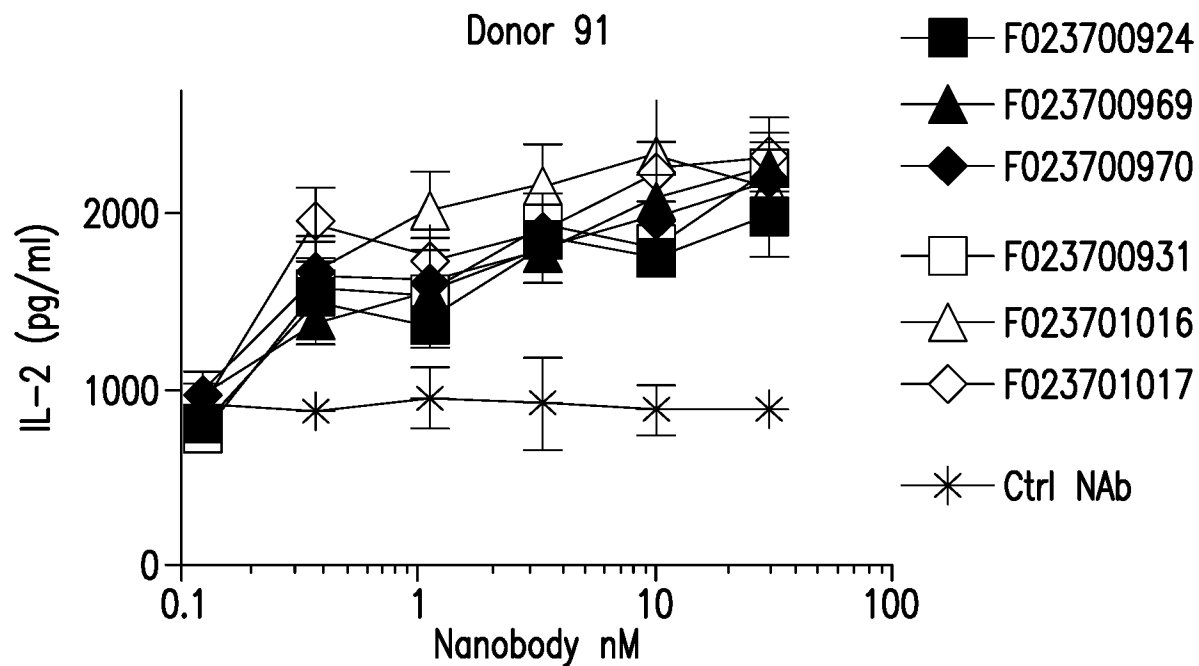 Donor 91
IL-2 (pg/ml)
2000
1000
0
0.1
1
10
100
Nanobody nM
F023700924
F023700969
F023700970
F023700931
F023701016
F023701017
Ctrl NAb